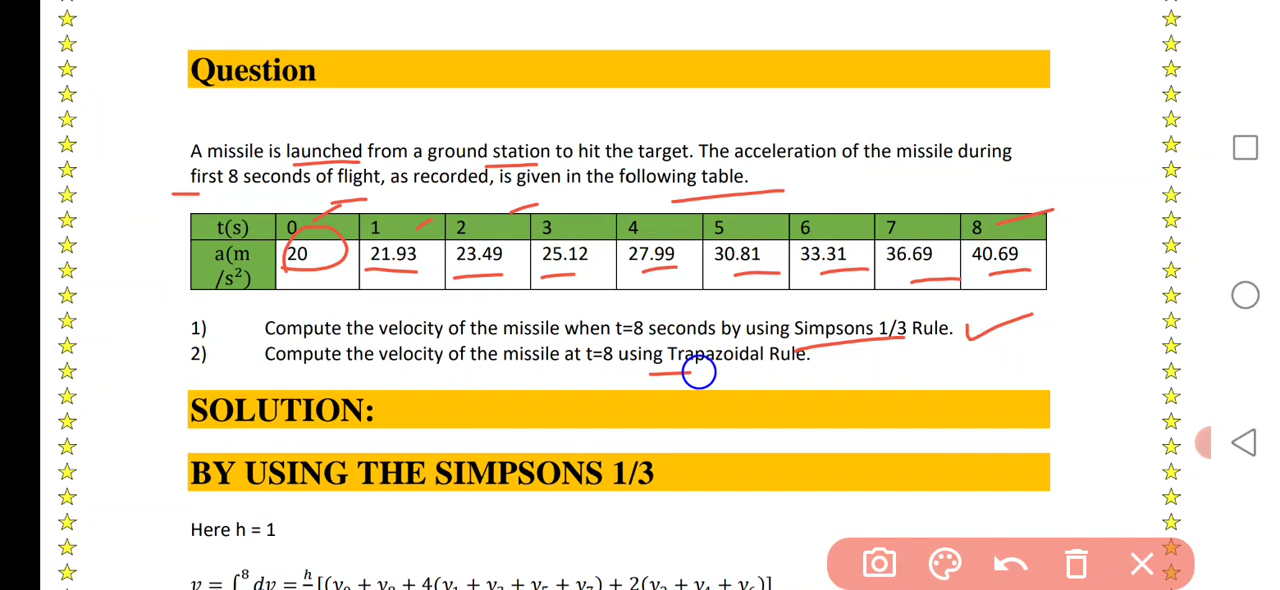 Question
A missile is launched from a ground station to hit the target. The acceleration of the missile during
first 8 seconds of flight, as recorded, is given in the following table.
t(s) 0 1 2 3 4 5 6 7 8
a(m/s²) 20 21.93 23.49 25.12 27.99 30.81 33.31 36.69 40.69
1) Compute the velocity of the missile when t=8 seconds by using Simpsons 1/3 Rule.
2) Compute the velocity of the missile at t=8 using Trapazoidal Rule.
SOLUTION:
BY USING THE SIMPSONS 1/3
Here h = 1